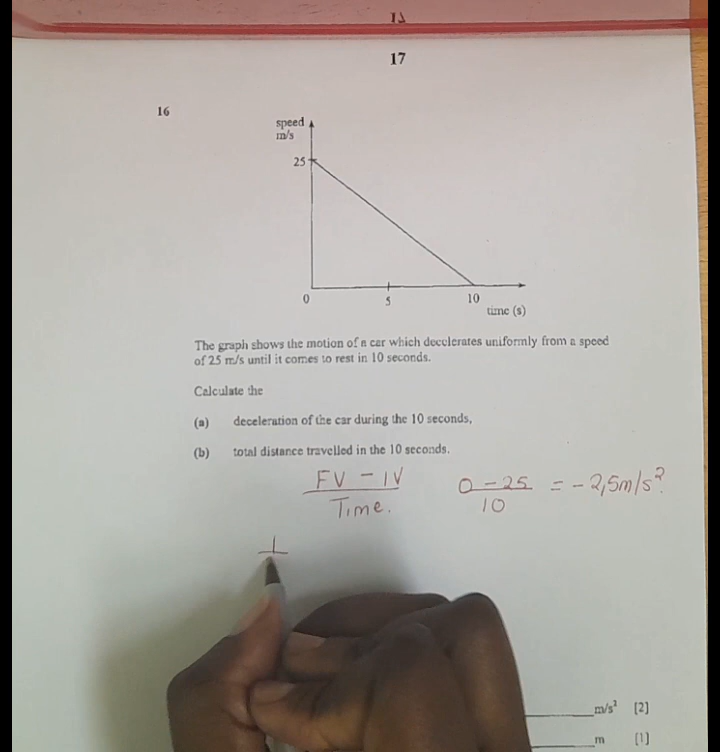 17
16
speed
m/s
25
0 5 10
time (s)
The graph shows the motion of a car which decelerates uniformly from a speed
of 25 m/s until it comes to rest in 10 seconds.
Calculate the
(a) deceleration of the car during the 10 seconds,
(b) total distance travelled in the 10 seconds.
FV - IV
Time.
0 - 25 = - 2,5m/s²
10
1
m/s² [2]
m [1]